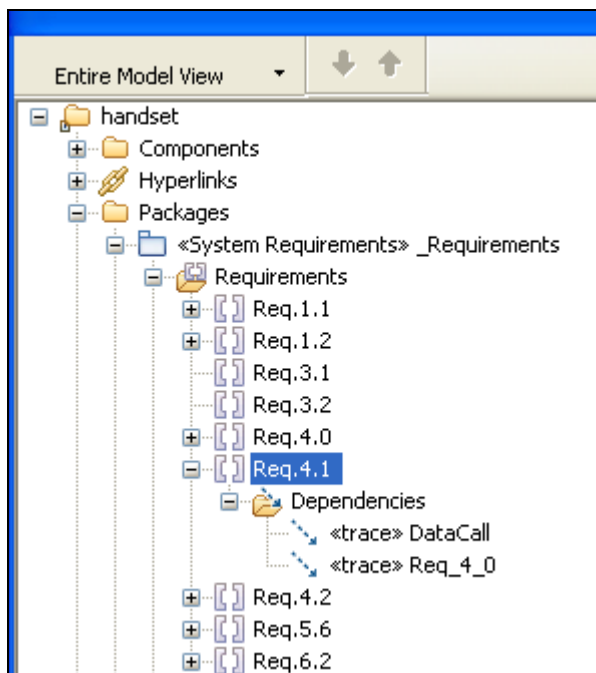 Entire Model View
handset
Components
Hyperlinks
Packages
«System Requirements» _Requirements
Requirements
Req.1.1
Req.1.2
Req.3.1
Req.3.2
Req.4.0
Req.4.1
Dependencies
«trace» DataCall
«trace» Req_4_0
Req.4.2
Req.5.6
Req.6.2